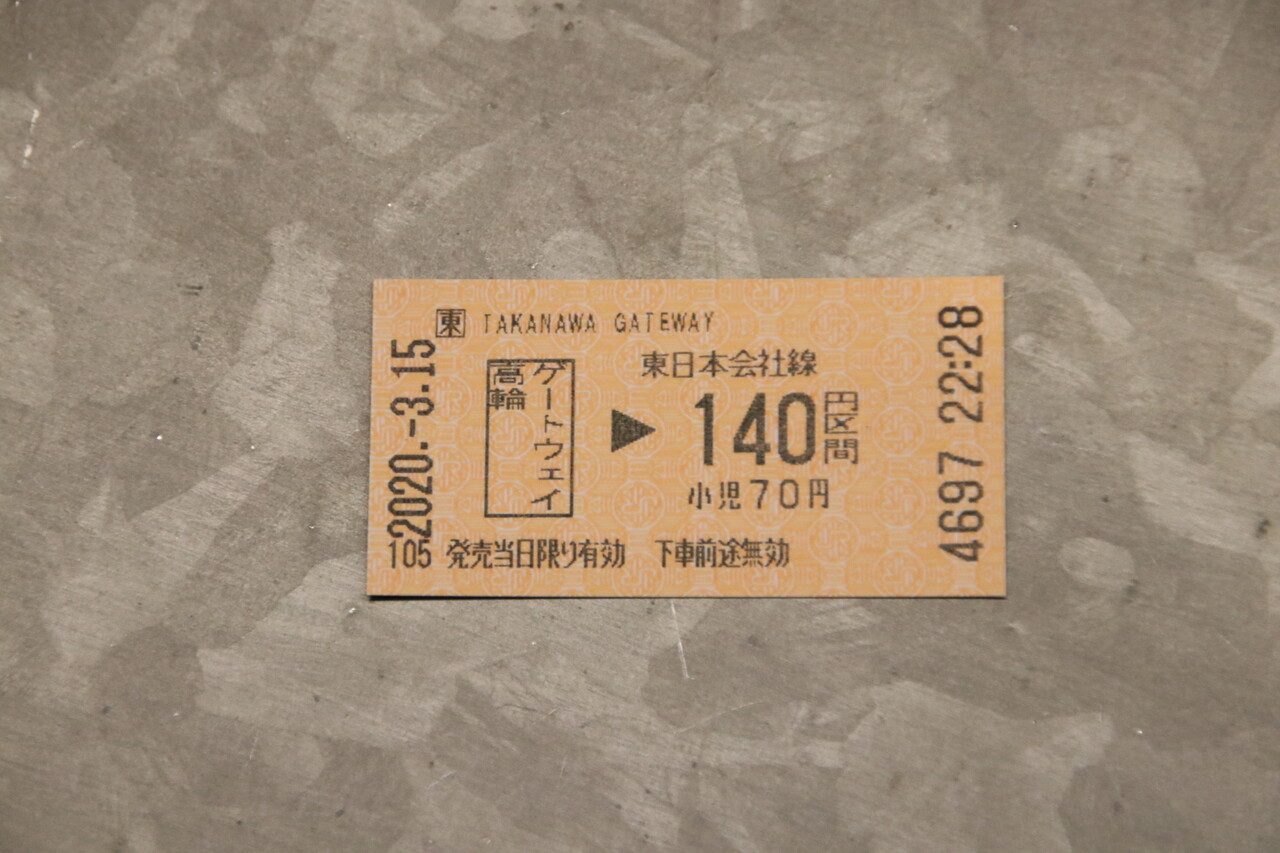 東 TAKANAWA GATEWAY
2020.-3.15
高輪
ゲートウェイ
東日本会社線
▶ 140円区間
小児70円
105 発売当日限り有効 下車前途無効
4697 22:28